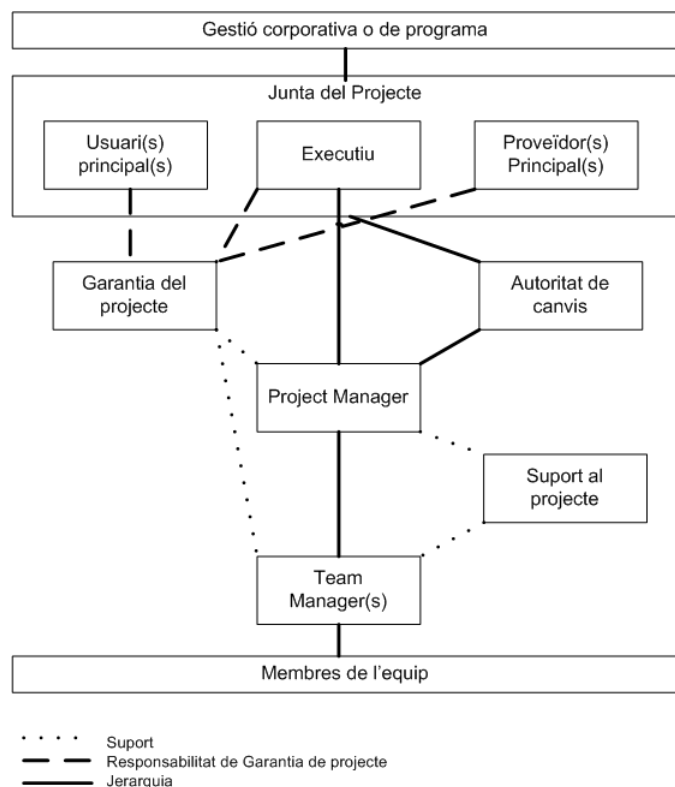 Gestió corporativa o de programa
Junta del Projecte
Usuari(s)
principal(s)
Executiu
Proveïdor(s)
Principal(s)
Garantia del
projecte
Autoritat de
canvis
Project Manager
Suport al
projecte
Team
Manager(s)
Membres de l'equip
Suport
Responsabilitat de Garantia de projecte
Jerarquia